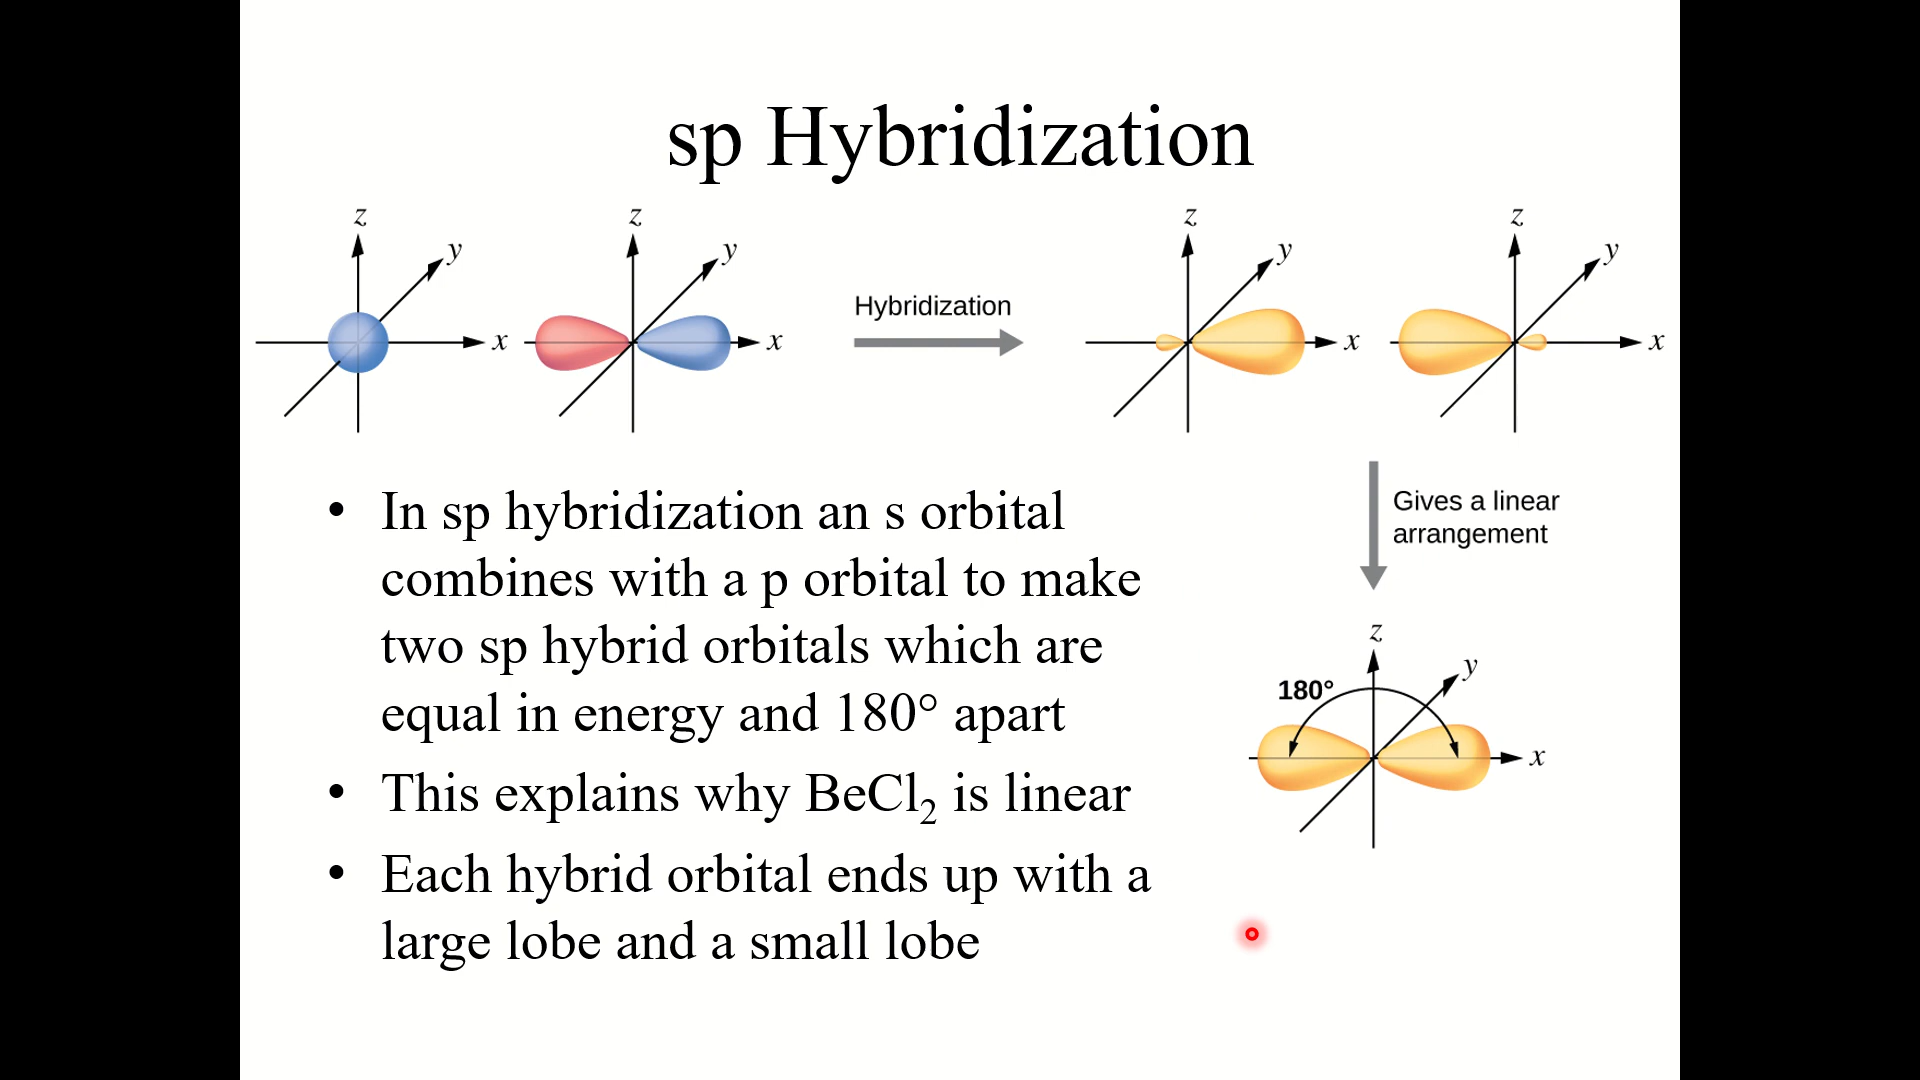 sp Hybridization
z
y
x
z
y
x
Hybridization
z
y
x
z
y
x
• In sp hybridization an s orbital
combines with a p orbital to make
two sp hybrid orbitals which are
equal in energy and 180° apart
• This explains why BeCl₂ is linear
• Each hybrid orbital ends up with a
large lobe and a small lobe
Gives a linear
arrangement
z
y
180°
x